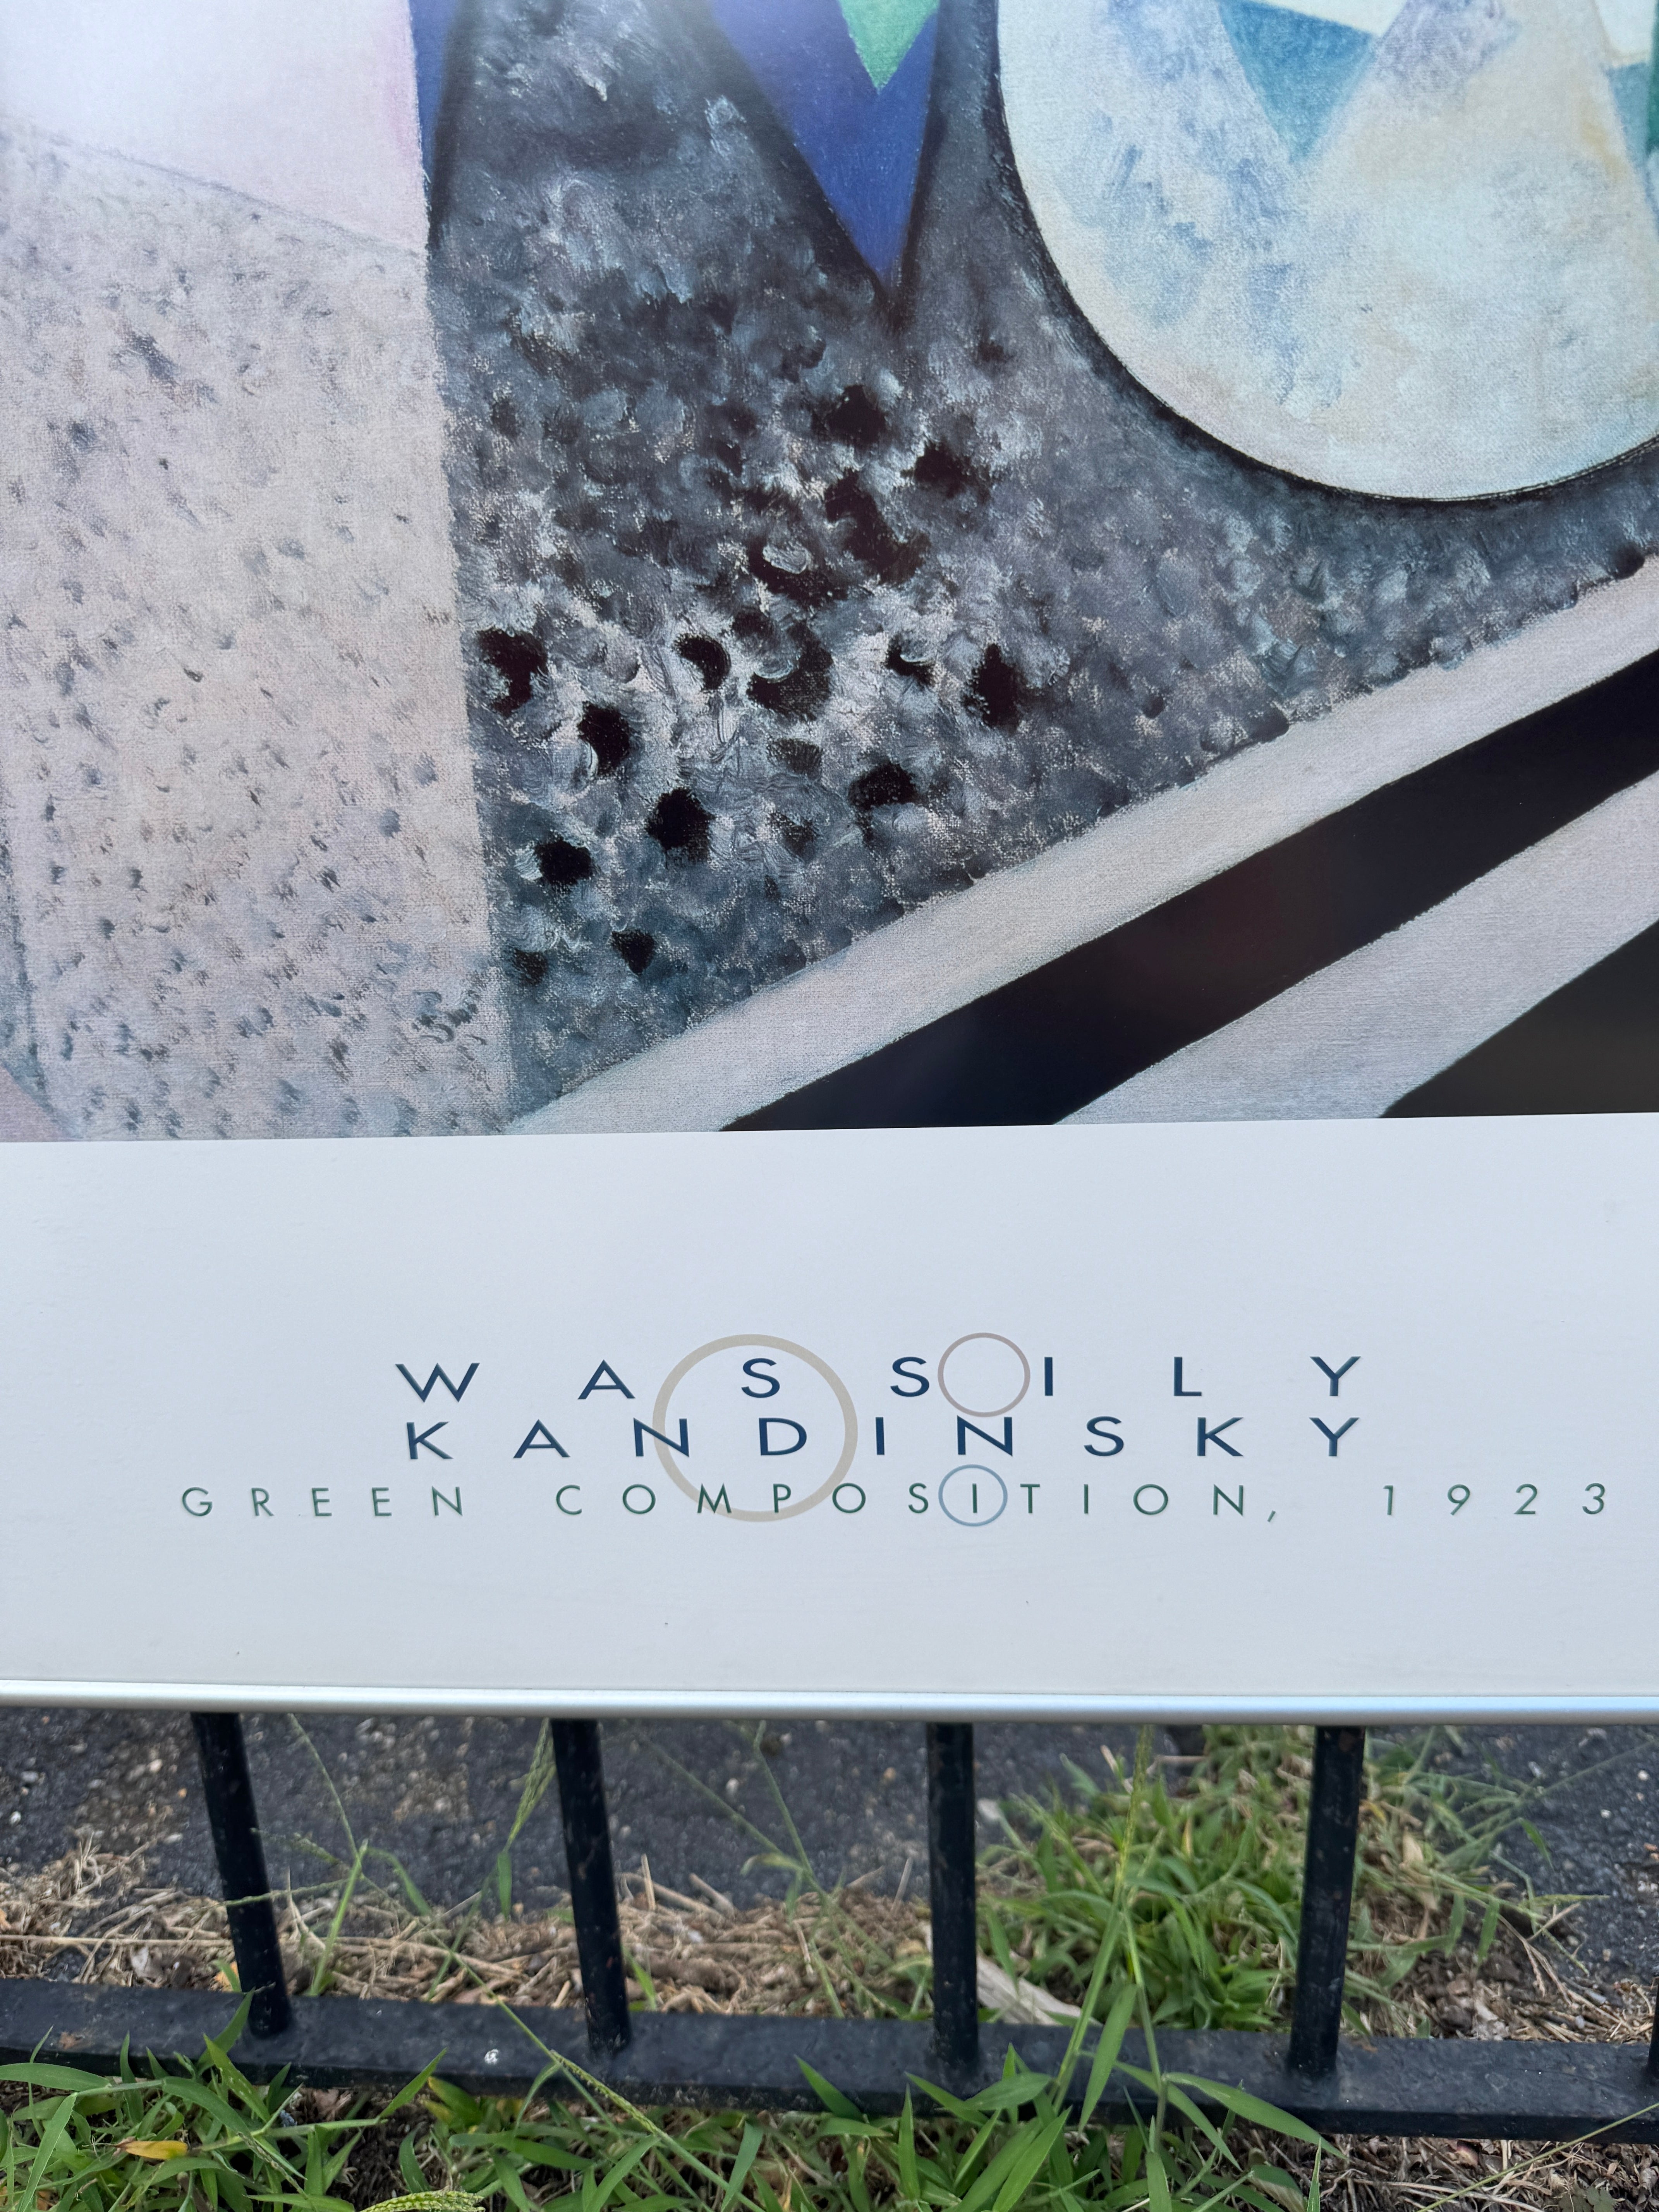 WASSILY
KANDINSKY
GREEN COMPOSITION, 1923